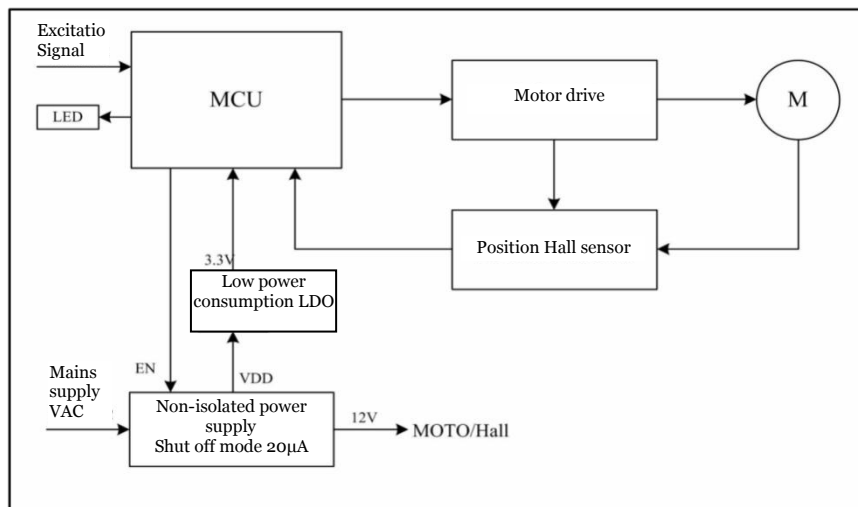 Excitatio
Signal
MCU
Motor drive
M
LED
Position Hall sensor
3.3V
Low power
consumption LDO
EN
VDD
Mains
supply
VAC
Non-isolated power
supply
Shut off mode 20μA
12V
MOTO/Hall